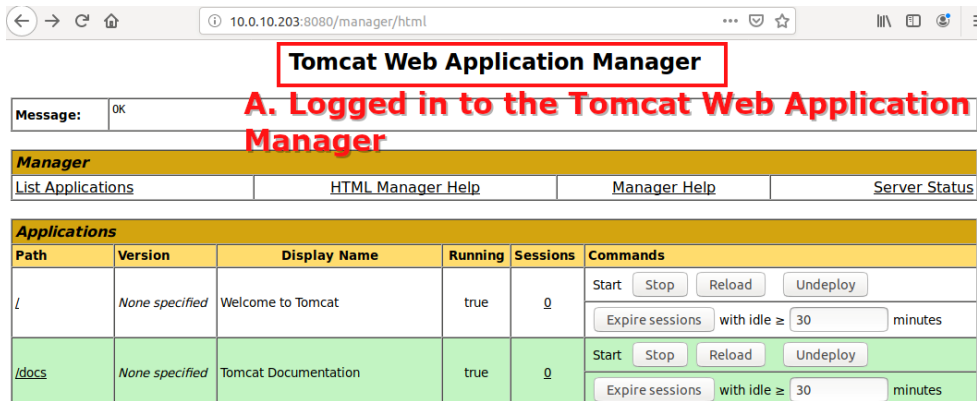 10.0.10.203:8080/manager/html
Tomcat Web Application Manager
A. Logged in to the Tomcat Web Application
Manager
Message: OK
Manager
List Applications HTML Manager Help Manager Help Server Status
Applications
Path Version Display Name Running Sessions Commands
/ None specified Welcome to Tomcat true 0 Start Stop Reload Undeploy
Expire sessions with idle ≥ 30 minutes
/docs None specified Tomcat Documentation true 0 Start Stop Reload Undeploy
Expire sessions with idle ≥ 30 minutes